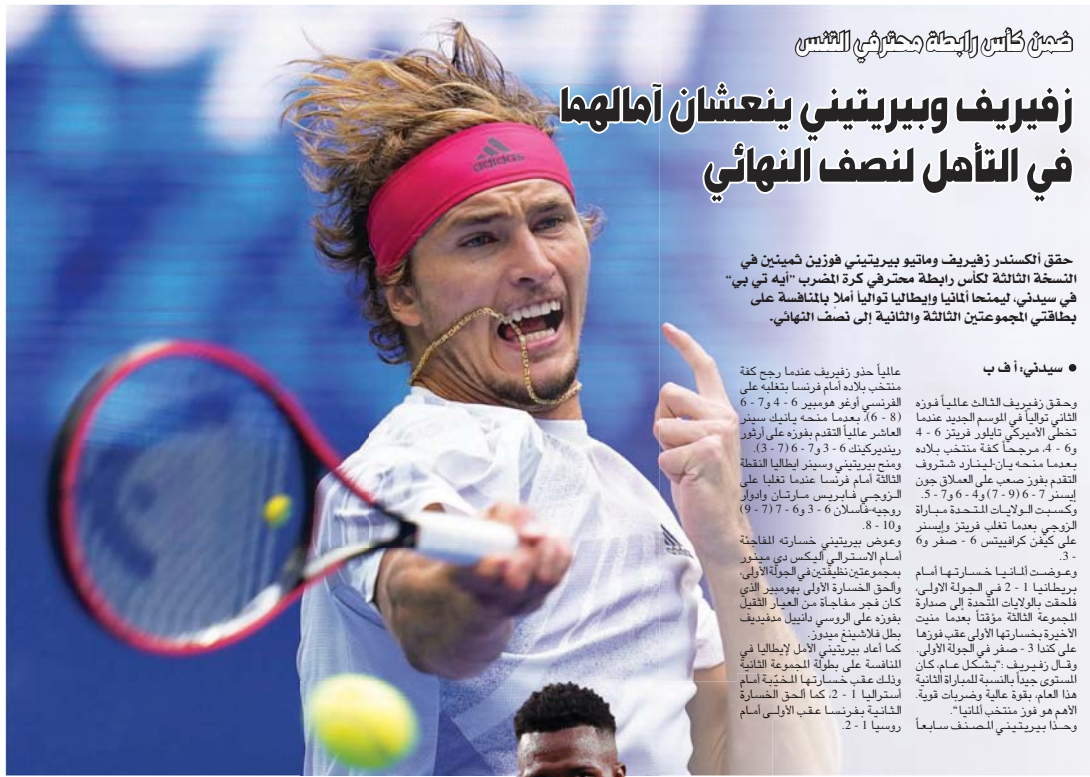 ضمن كأس رابطة محترفي التنس
زفيريف وبيريتيني ينعشان آمالهما
في التأهل لنصف النهائي
حقق ألكسندر زفيريف وماتيو بيريتيني فوزين ثمينين في
النسخة الثالثة لكأس رابطة محترفي كرة المضرب "أيه تي بي"
في سيدني، ليمنحا ألمانيا وإيطاليا توالياً أملاً بالمنافسة على
بطاقتي المجموعتين الثالثة والثانية إلى نصف النهائي.
● سيدني: أ ف ب
وحقق زفيريف الثالث عالمياً فوزه
الثاني توالياً في الموسم الجديد عندما
تخطى الأميركي تايلور فريتز 6 - 4
و6 - 4، مرجحاً كفة منتخب بلاده
بعدما منحه يان-لينارد شتروف
التقدم بفوز صعب على العملاق جون
إيسنر 7 - 6 (9 - 7) و4 - 6 و7 - 5.
وكسبت الولايات المتحدة مباراة
الزوجي بعدما تغلب فريتز وإيسنر
على كيفن كرافييتس 6 - صفر و6
- 3.
وعوضت ألمانيا خسارتها أمام
بريطانيا 1 - 2 في الجولة الاولى،
فلحقت بالولايات المتحدة إلى صدارة
المجموعة الثالثة مؤقتاً بعدما منيت
الأخيرة بخسارتها الأولى عقب فوزها
على كندا 3 - صفر في الجولة الأولى.
وقال زفيريف :"بشكل عام، كان
المستوى جيداً بالنسبة للمباراة الثانية
هذا العام، بقوة عالية وضربات قوية.
الأهم هو فوز منتخب ألمانيا".
وحذا بيريتيني المصنف سابعاً
عالمياً حذو زفيريف عندما رجح كفة
منتخب بلاده أمام فرنسا بتغلبه على
الفرنسي أوغو هومبير 6 - 4 و7 - 6
(8 - 6)، بعدما منحه يانيك سينر
العاشر عالمياً التقدم بفوزه على أرثور
رينديركينك 6 - 3 و7 - 6 (7 - 3).
ومنح بيريتيني وسينر ايطاليا النقطة
الثالثة أمام فرنسا عندما تغلبا على
الزوجي فابريس مارتان وادوار
روجيه-فاسلان 6 - 3 و6 - 7 (7 - 9)
و10 - 8.
وعوض بيريتيني خسارته المفاجئة
أمام الاسترالي أليكس دي مينور
بمجموعتين نظيفتين في الجولة الأولى،
وألحق الخسارة الأولى بهومبير الذي
كان فجر مفاجأة من العيار الثقيل
بفوزه على الروسي دانييل مدفيديف
بطل فلاشينغ ميدوز.
كما أعاد بيريتيني الأمل لإيطاليا في
المنافسة على بطولة المجموعة الثانية
وذلك عقب خسارتها المخيّبة أمام
أستراليا 1 - 2، كما ألحق الخسارة
الثانية بفرنسا عقب الأولى أمام
روسيا 1 - 2.
adidas